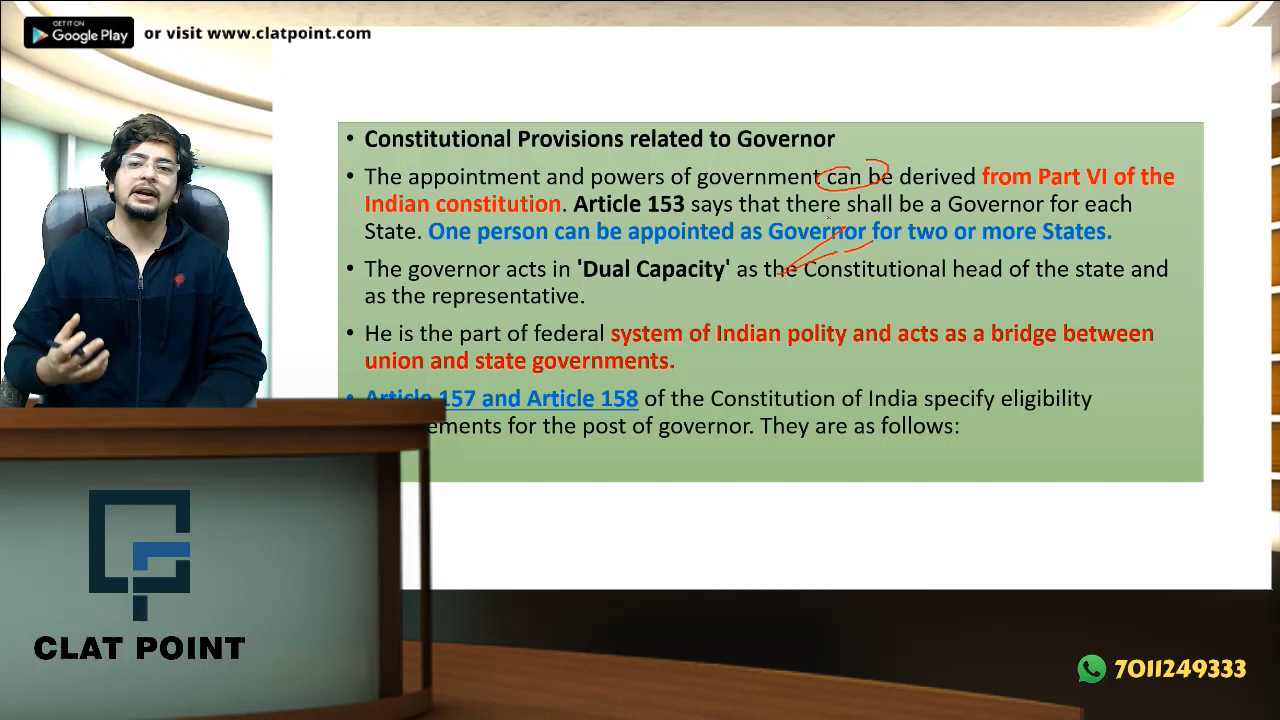 GET IT ON
Google Play
or visit www.clatpoint.com
• Constitutional Provisions related to Governor
• The appointment and powers of government can be derived from Part VI of the
Indian constitution. Article 153 says that there shall be a Governor for each
State. One person can be appointed as Governor for two or more States.
• The governor acts in 'Dual Capacity' as the Constitutional head of the state and
as the representative.
• He is the part of federal system of Indian polity and acts as a bridge between
union and state governments.
• Article 157 and Article 158 of the Constitution of India specify eligibility
ements for the post of governor. They are as follows:
CLAT POINT
7011249333